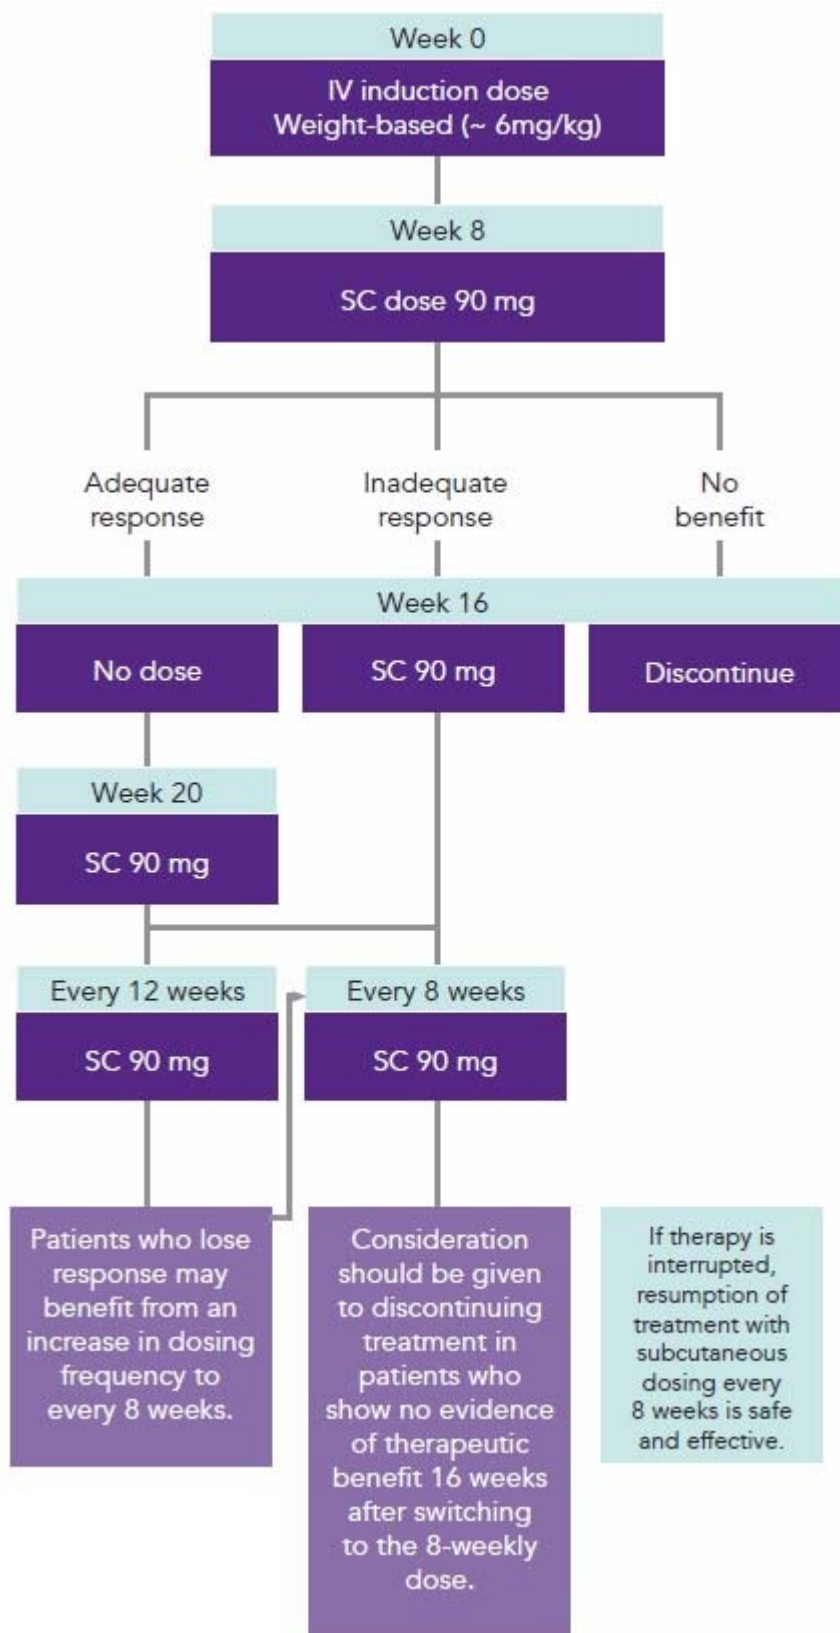 Week 0
IV induction dose
Weight-based (~ 6mg/kg)
Week 8
SC dose 90 mg
Adequate
response
Inadequate
response
No
benefit
Week 16
No dose
SC 90 mg
Discontinue
Week 20
SC 90 mg
Every 12 weeks
SC 90 mg
Every 8 weeks
SC 90 mg
Patients who lose
response may
benefit from an
increase in dosing
frequency to
every 8 weeks.
Consideration
should be given
to discontinuing
treatment in
patients who
show no evidence
of therapeutic
benefit 16 weeks
after switching
to the 8-weekly
dose.
If therapy is
interrupted,
resumption of
treatment with
subcutaneous
dosing every
8 weeks is safe
and effective.